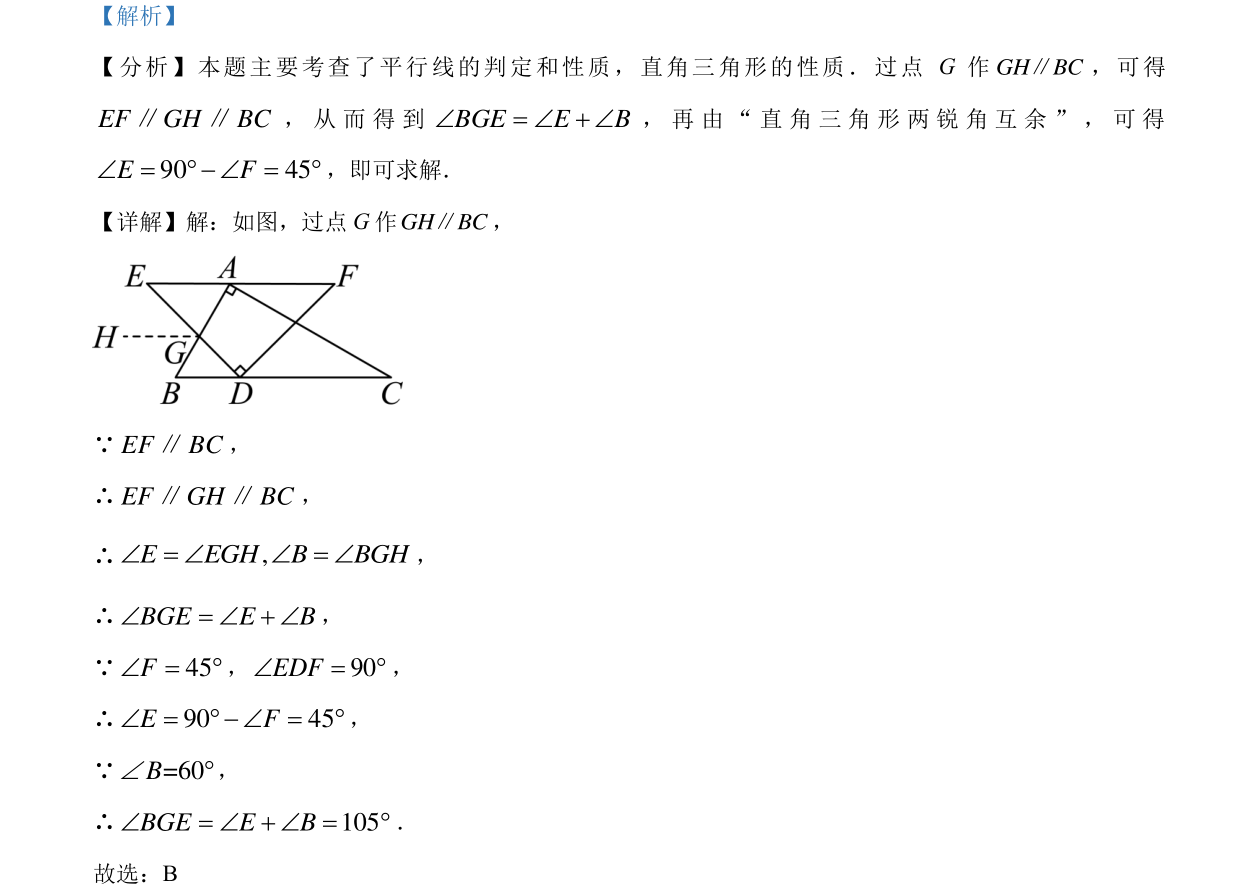 【解析】
【分析】本题主要考查了平行线的判定和性质，直角三角形的性质．过点 G 作 GH∥BC，可得
EF∥GH∥BC，从而得到∠BGE=∠E+∠B，再由“直角三角形两锐角互余”，可得
∠E=90°−∠F=45°，即可求解．
【详解】解：如图，过点 G 作 GH∥BC，
E A F
H
G
B D C
∵EF∥BC，
∴EF∥GH∥BC，
∴∠E=∠EGH,∠B=∠BGH，
∴∠BGE=∠E+∠B，
∵∠F=45°，∠EDF=90°，
∴∠E=90°−∠F=45°，
∵∠B=60°，
∴∠BGE=∠E+∠B=105°．
故选：B